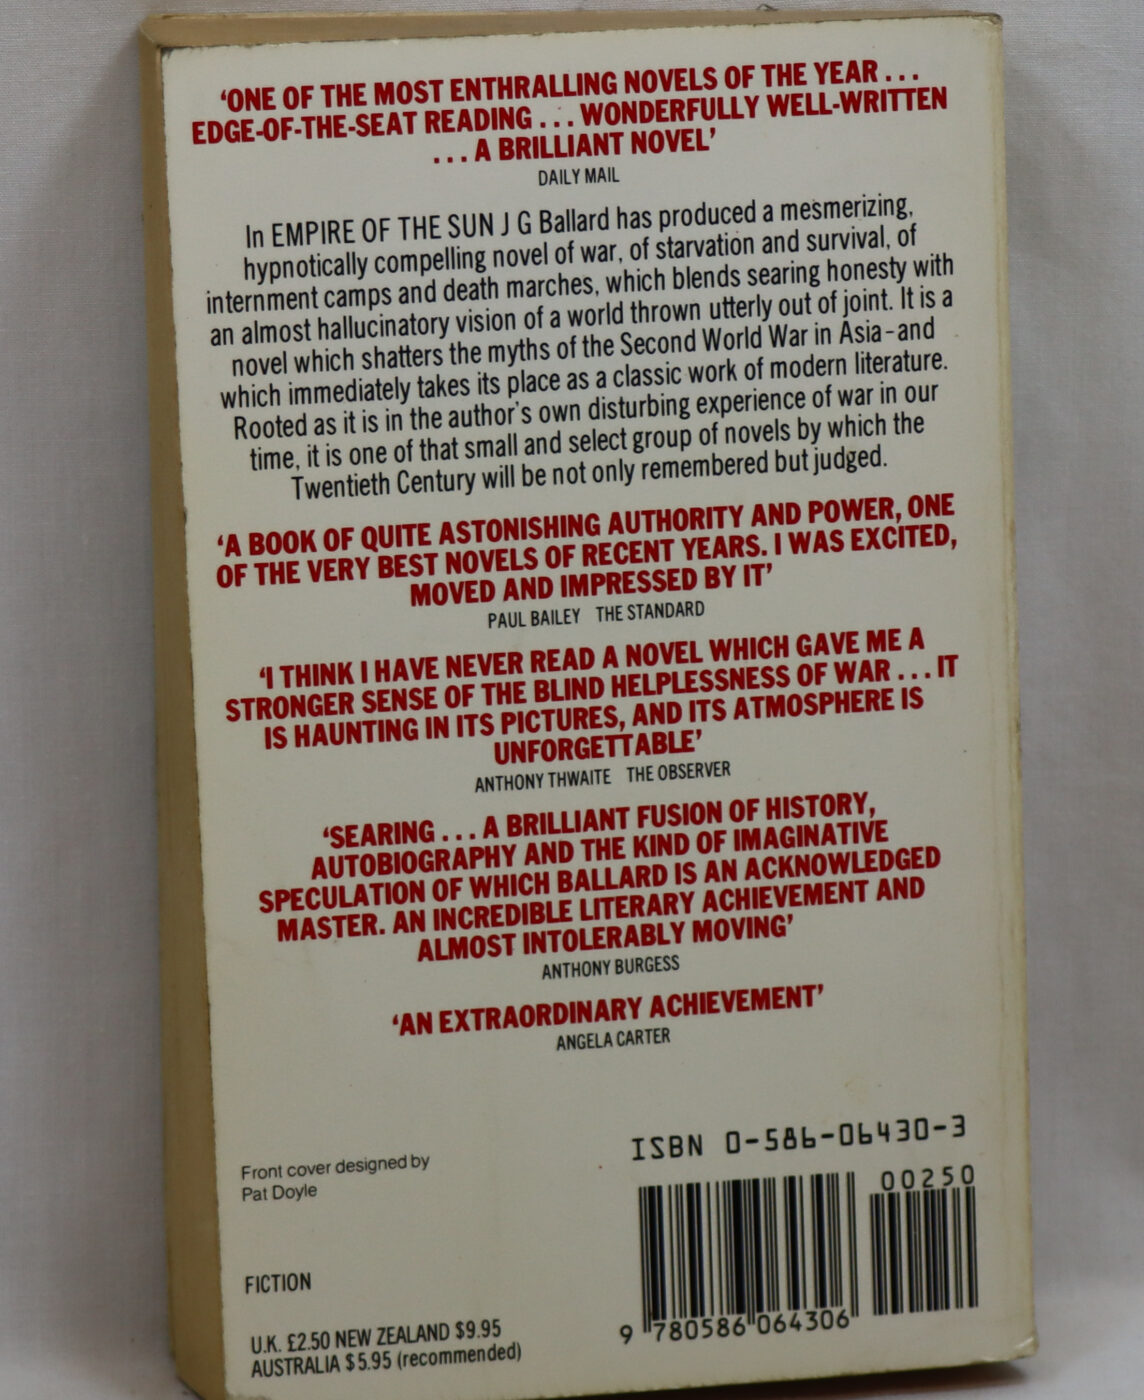 ‘ONE OF THE MOST ENTHRALLING NOVELS OF THE YEAR . . .
EDGE-OF-THE-SEAT READING . . . WONDERFULLY WELL-WRITTEN
. . . A BRILLIANT NOVEL’
DAILY MAIL
In EMPIRE OF THE SUN J G Ballard has produced a mesmerizing,
hypnotically compelling novel of war, of starvation and survival, of
internment camps and death marches, which blends searing honesty with
an almost hallucinatory vision of a world thrown utterly out of joint. It is a
novel which shatters the myths of the Second World War in Asia – and
which immediately takes its place as a classic work of modern literature.
Rooted as it is in the author's own disturbing experience of war in our
time, it is one of that small and select group of novels by which the
Twentieth Century will be not only remembered but judged.
‘A BOOK OF QUITE ASTONISHING AUTHORITY AND POWER, ONE
OF THE VERY BEST NOVELS OF RECENT YEARS. I WAS EXCITED,
MOVED AND IMPRESSED BY IT’
PAUL BAILEY THE STANDARD
‘I THINK I HAVE NEVER READ A NOVEL WHICH GAVE ME A
STRONGER SENSE OF THE BLIND HELPLESSNESS OF WAR . . . IT
IS HAUNTING IN ITS PICTURES, AND ITS ATMOSPHERE IS
UNFORGETTABLE’
ANTHONY THWAITE THE OBSERVER
‘SEARING . . . A BRILLIANT FUSION OF HISTORY,
AUTOBIOGRAPHY AND THE KIND OF IMAGINATIVE
SPECULATION OF WHICH BALLARD IS AN ACKNOWLEDGED
MASTER. AN INCREDIBLE LITERARY ACHIEVEMENT AND
ALMOST INTOLERABLY MOVING’
ANTHONY BURGESS
‘AN EXTRAORDINARY ACHIEVEMENT’
ANGELA CARTER
ISBN 0-586-06430-3
00250
Front cover designed by
Pat Doyle
FICTION
U.K. £2.50 NEW ZEALAND $9.95
AUSTRALIA $5.95 (recommended)
9 780586 064306